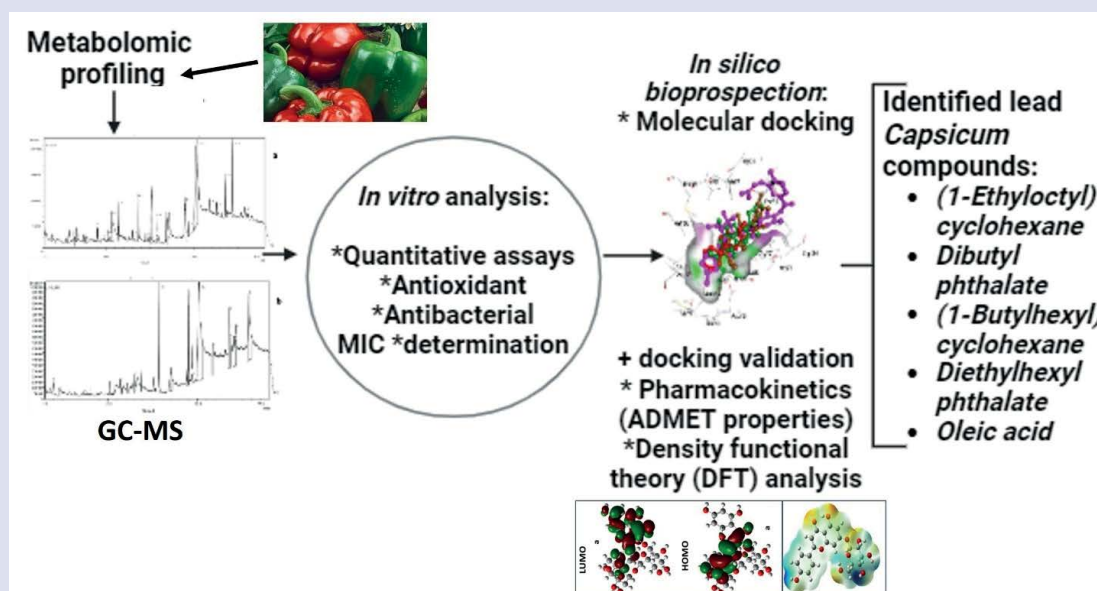 Metabolomic
profiling
a
b
GC-MS
In vitro analysis:
*Quantitative assays
*Antioxidant
*Antibacterial
MIC *determination
In silico
bioprospection:
* Molecular docking
+ docking validation
* Pharmacokinetics
(ADMET properties)
*Density functional
theory (DFT) analysis
LUMO
a
HOMO
a
Identified lead
Capsicum
compounds:
• (1-Ethyloctyl)
cyclohexane
• Dibutyl
phthalate
• (1-Butylhexyl)
cyclohexane
• Diethylhexyl
phthalate
• Oleic acid